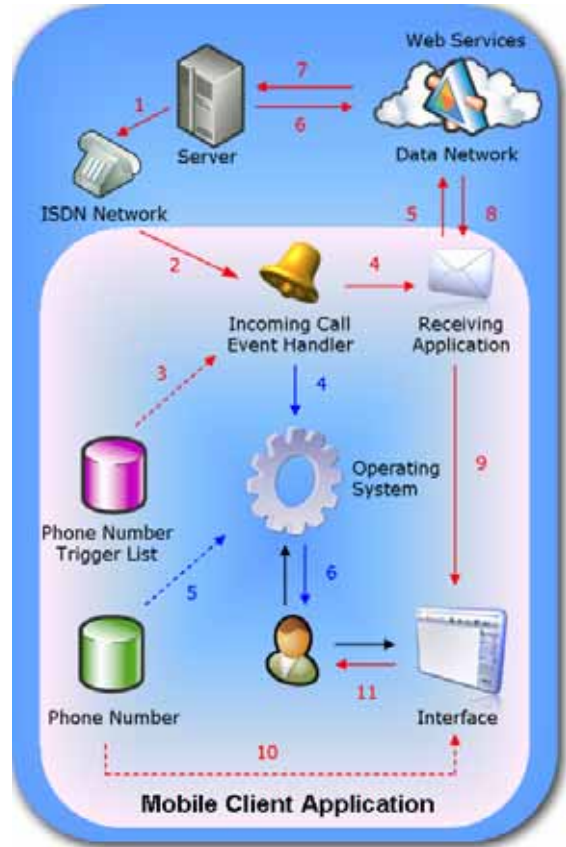 Web Services
7
1
6
Server
Data Network
ISDN Network
5
8
2
4
Incoming Call
Event Handler
Receiving
Application
3
4
9
Operating
System
Phone Number
Trigger List
5
6
11
Phone Number
Interface
10
Mobile Client Application